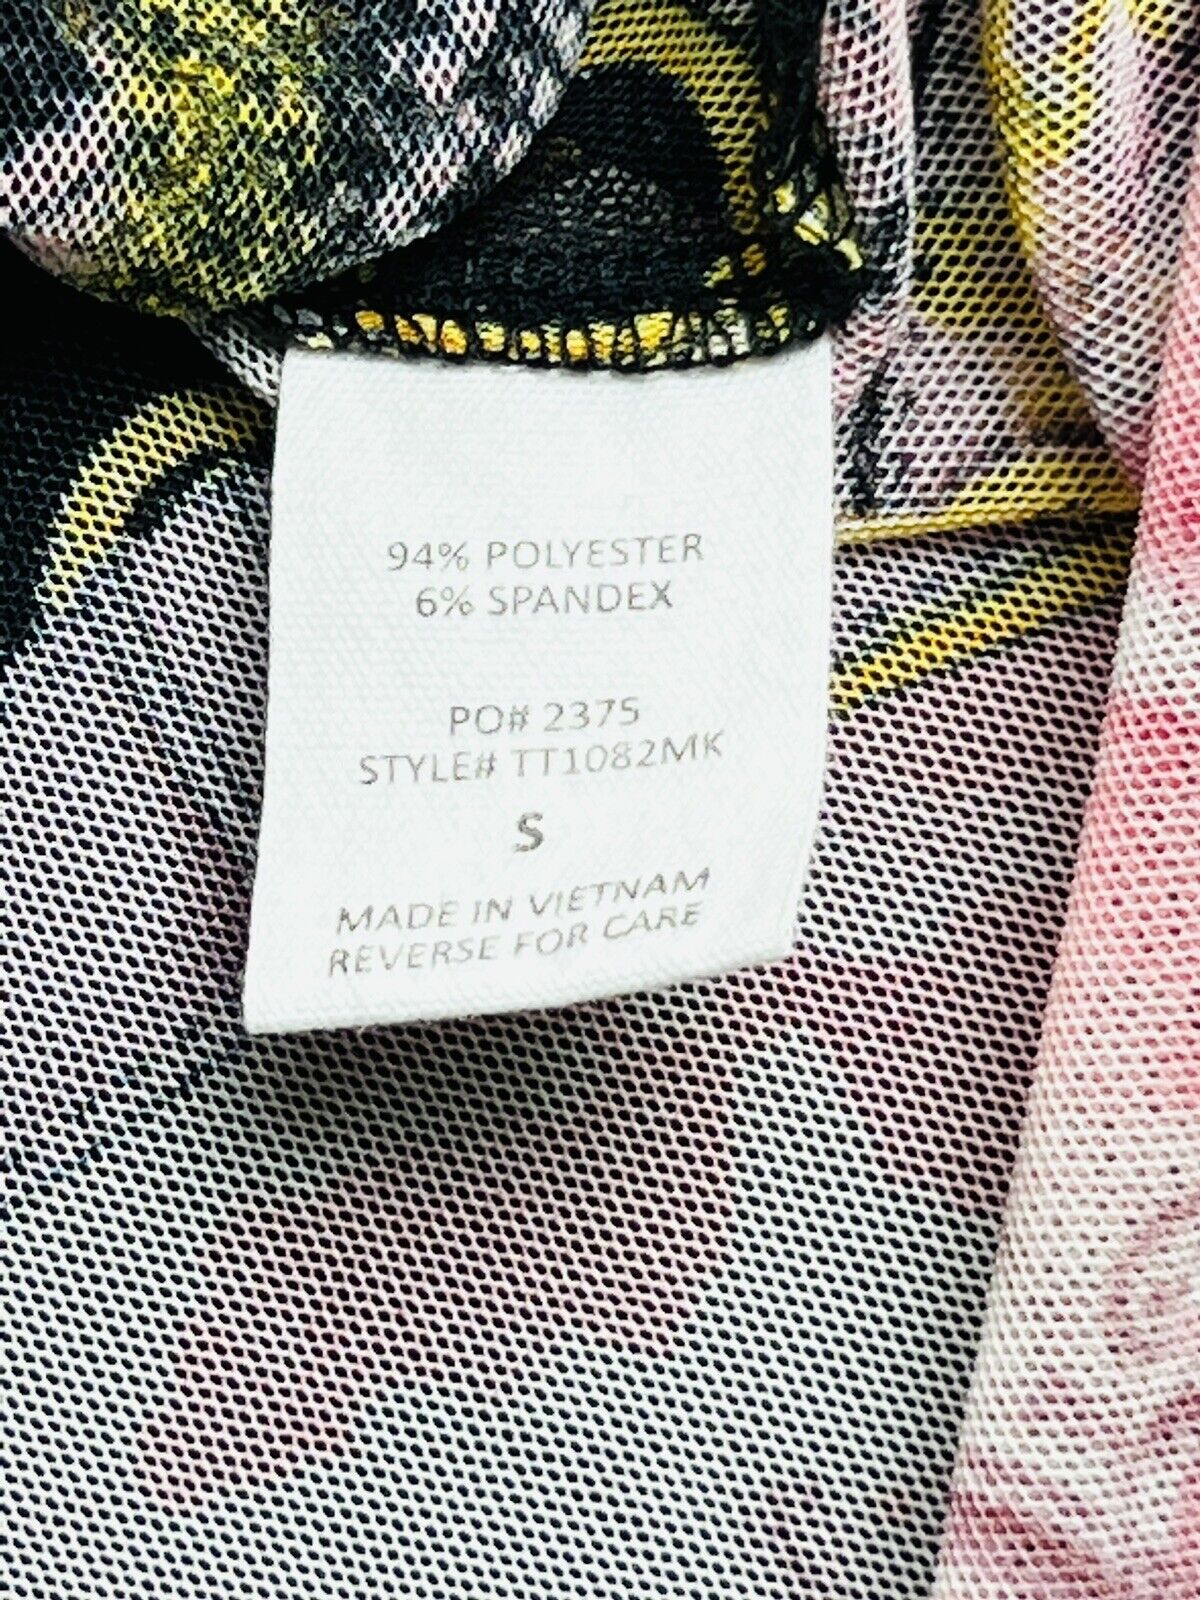 94% POLYESTER
6% SPANDEX
PO# 2375
STYLE# TT1082MK
S
MADE IN VIETNAM
REVERSE FOR CARE